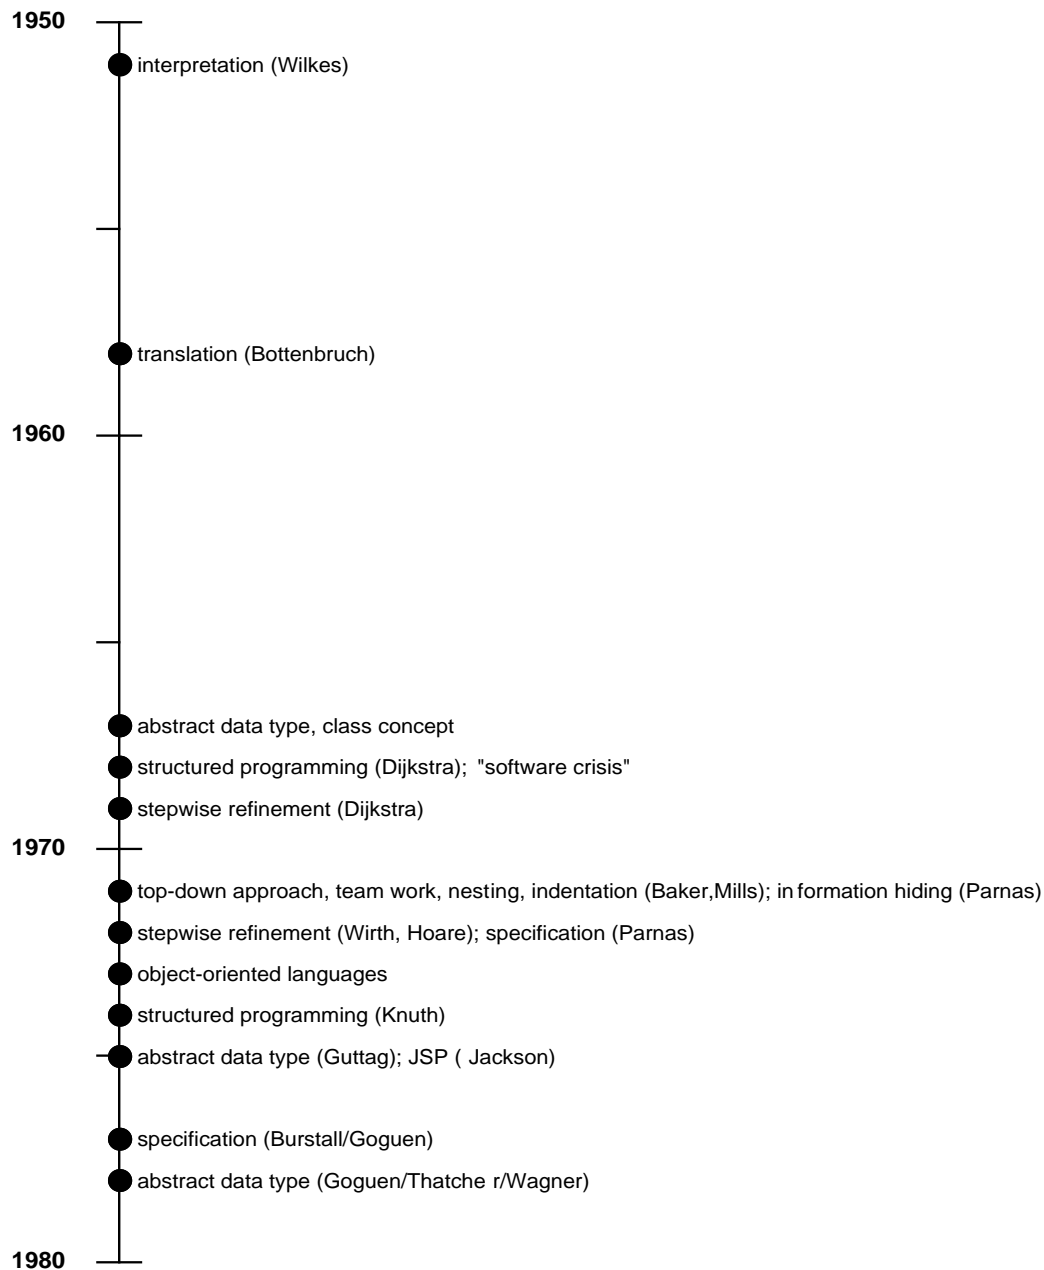 1950
interpretation (Wilkes)
translation (Bottenbruch)
1960
abstract data type, class concept
structured programming (Dijkstra); "software crisis"
stepwise refinement (Dijkstra)
1970
top-down approach, team work, nesting, indentation (Baker,Mills); in formation hiding (Parnas)
stepwise refinement (Wirth, Hoare); specification (Parnas)
object-oriented languages
structured programming (Knuth)
abstract data type (Guttag); JSP ( Jackson)
specification (Burstall/Goguen)
abstract data type (Goguen/Thatche r/Wagner)
1980